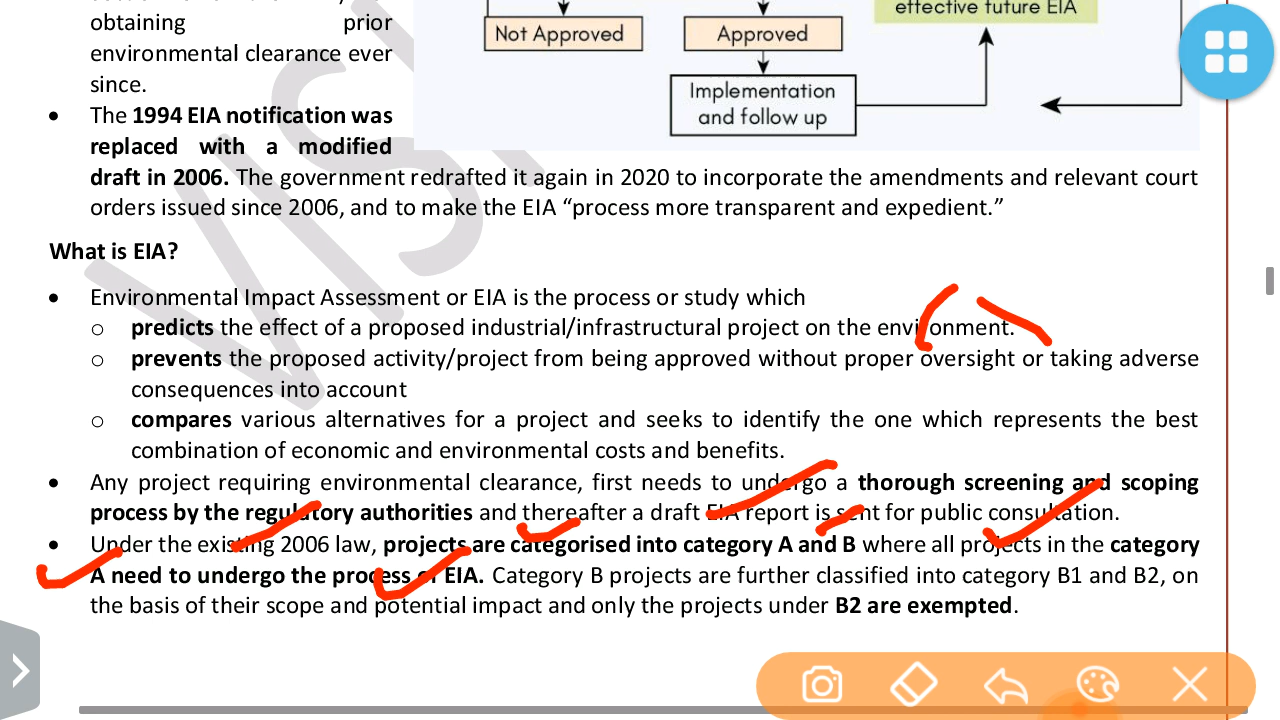 effective future EIA
obtaining prior
Not Approved
Approved
environmental clearance ever
since.
Implementation
and follow up
• The 1994 EIA notification was
replaced with a modified
draft in 2006. The government redrafted it again in 2020 to incorporate the amendments and relevant court
orders issued since 2006, and to make the EIA “process more transparent and expedient.”
What is EIA?
• Environmental Impact Assessment or EIA is the process or study which
o predicts the effect of a proposed industrial/infrastructural project on the environment.
o prevents the proposed activity/project from being approved without proper oversight or taking adverse
consequences into account
o compares various alternatives for a project and seeks to identify the one which represents the best
combination of economic and environmental costs and benefits.
• Any project requiring environmental clearance, first needs to undergo a thorough screening and scoping
process by the regulatory authorities and thereafter a draft EIA report is sent for public consultation.
• Under the existing 2006 law, projects are categorised into category A and B where all projects in the category
A need to undergo the process of EIA. Category B projects are further classified into category B1 and B2, on
the basis of their scope and potential impact and only the projects under B2 are exempted.